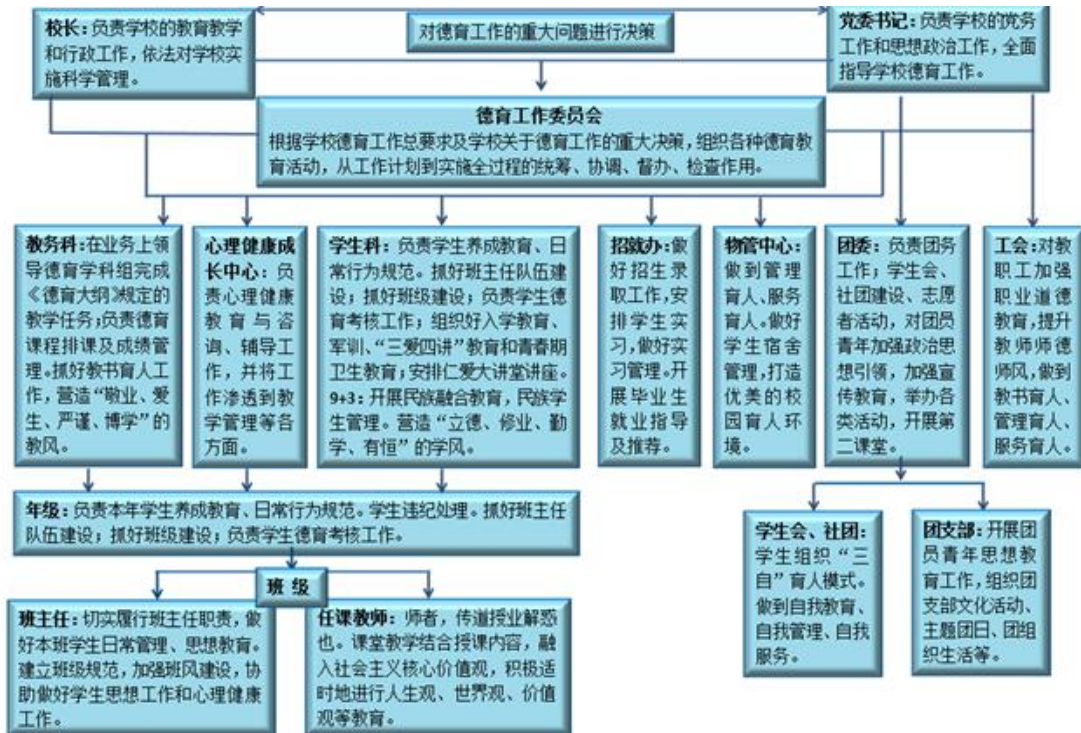 校长：负责学校的教育教学
和行政工作，依法对学校实
施科学管理。
对德育工作的重大问题进行决策
党委书记：负责学校的党务
工作和思想政治工作，全面
指导学校德育工作。
德育工作委员会
根据学校德育工作总要求及学校关于德育工作的重大决策，组织各种德育教
育活动，从工作计划到实施全过程的统筹、协调、督办、检查作用。
教务科：在业务上领
导德育学科组完成
《德育大纲》规定的
教学任务；负责德育
课程排课及成绩管
理。抓好教书育人工
作，营造“敬业、爱
生、严谨、博学”的
教风。
心理健康成
长中心：负
责心理健康
教育与咨
询、辅导工
作，并将工
作渗透到教
学管理等各
方面。
学生科：负责学生养成教育、日
常行为规范。抓好班主任队伍建
设；抓好班级建设；负责学生德
育考核工作；组织好入学教育、
军训、“三爱四讲”教育和青春期
卫生教育；安排仁爱大讲堂讲座。
9+3：开展民族融合教育，民族学
生管理。营造“立德、修业、勤
学、有恒”的学风。
招就办：做
好招生录
取工作，安
排学生实
习，做好实
习管理。开
展毕业生
就业指导
及推荐。
物管中心：
做到管理
育人、服务
育人。做好
学生宿舍
管理，打造
优美的校
园育人环
境。
团委：负责团务
工作；学生会、
社团建设、志愿
者活动，对团员
青年加强政治思
想引领，加强宣
传教育，举办各
类活动，开展第
二课堂。
工会：对教
职工加强
职业道德
教育，提升
教师师德
师风，做到
教书育人、
管理育人、
服务育人。
年级：负责本年学生养成教育、日常行为规范。学生违纪处理。抓好班主任
队伍建设；抓好班级建设；负责学生德育考核工作。
班 级
班主任：切实履行班主任职责，做
好本班学生日常管理、思想教育。
建立班级规范，加强班风建设，协
助做好学生思想工作和心理健康
工作。
任课教师：师者，传道授业解惑
也。课堂教学结合授课内容，融
入社会主义核心价值观，积极适
时地进行人生观、世界观、价值
观等教育。
学生会、社团：
学生组织“三
自”育人模式。
做到自我教育、
自我管理、自我
服务。
团支部：开展团
员青年思想教
育工作，组织团
支部文化活动、
主题团日、团组
织生活等。